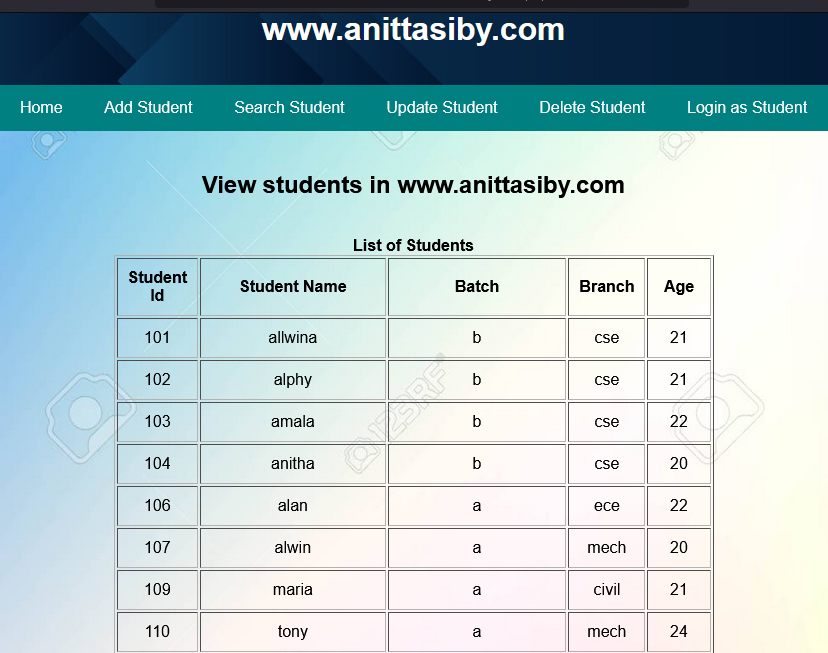 www.anittasiby.com
Home Add Student Search Student Update Student Delete Student Login as Student
View students in www.anittasiby.com
List of Students
Student Id Student Name Batch Branch Age
101 allwina b cse 21
102 alphy b cse 21
103 amala b cse 22
104 anitha b cse 20
106 alan a ece 22
107 alwin a mech 20
109 maria a civil 21
110 tony a mech 24
123RF